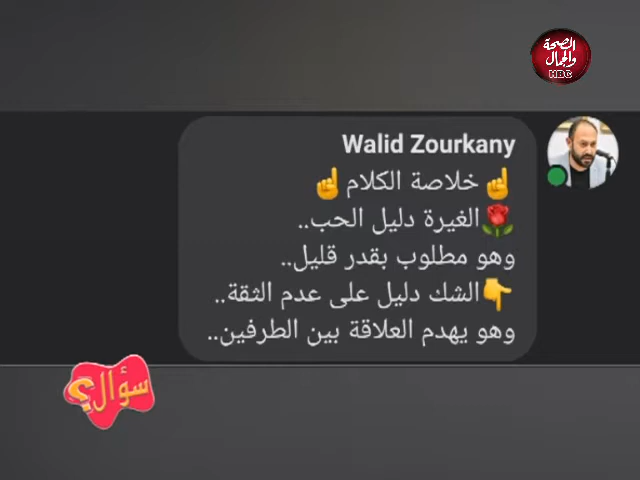 الصحة
والجمال
HBC
Walid Zourkany
☝️خلاصة الكلام☝️
🌹الغيرة دليل الحب..
وهو مطلوب بقدر قليل..
👇الشك دليل على عدم الثقة..
وهو يهدم العلاقة بين الطرفين..
سؤال؟